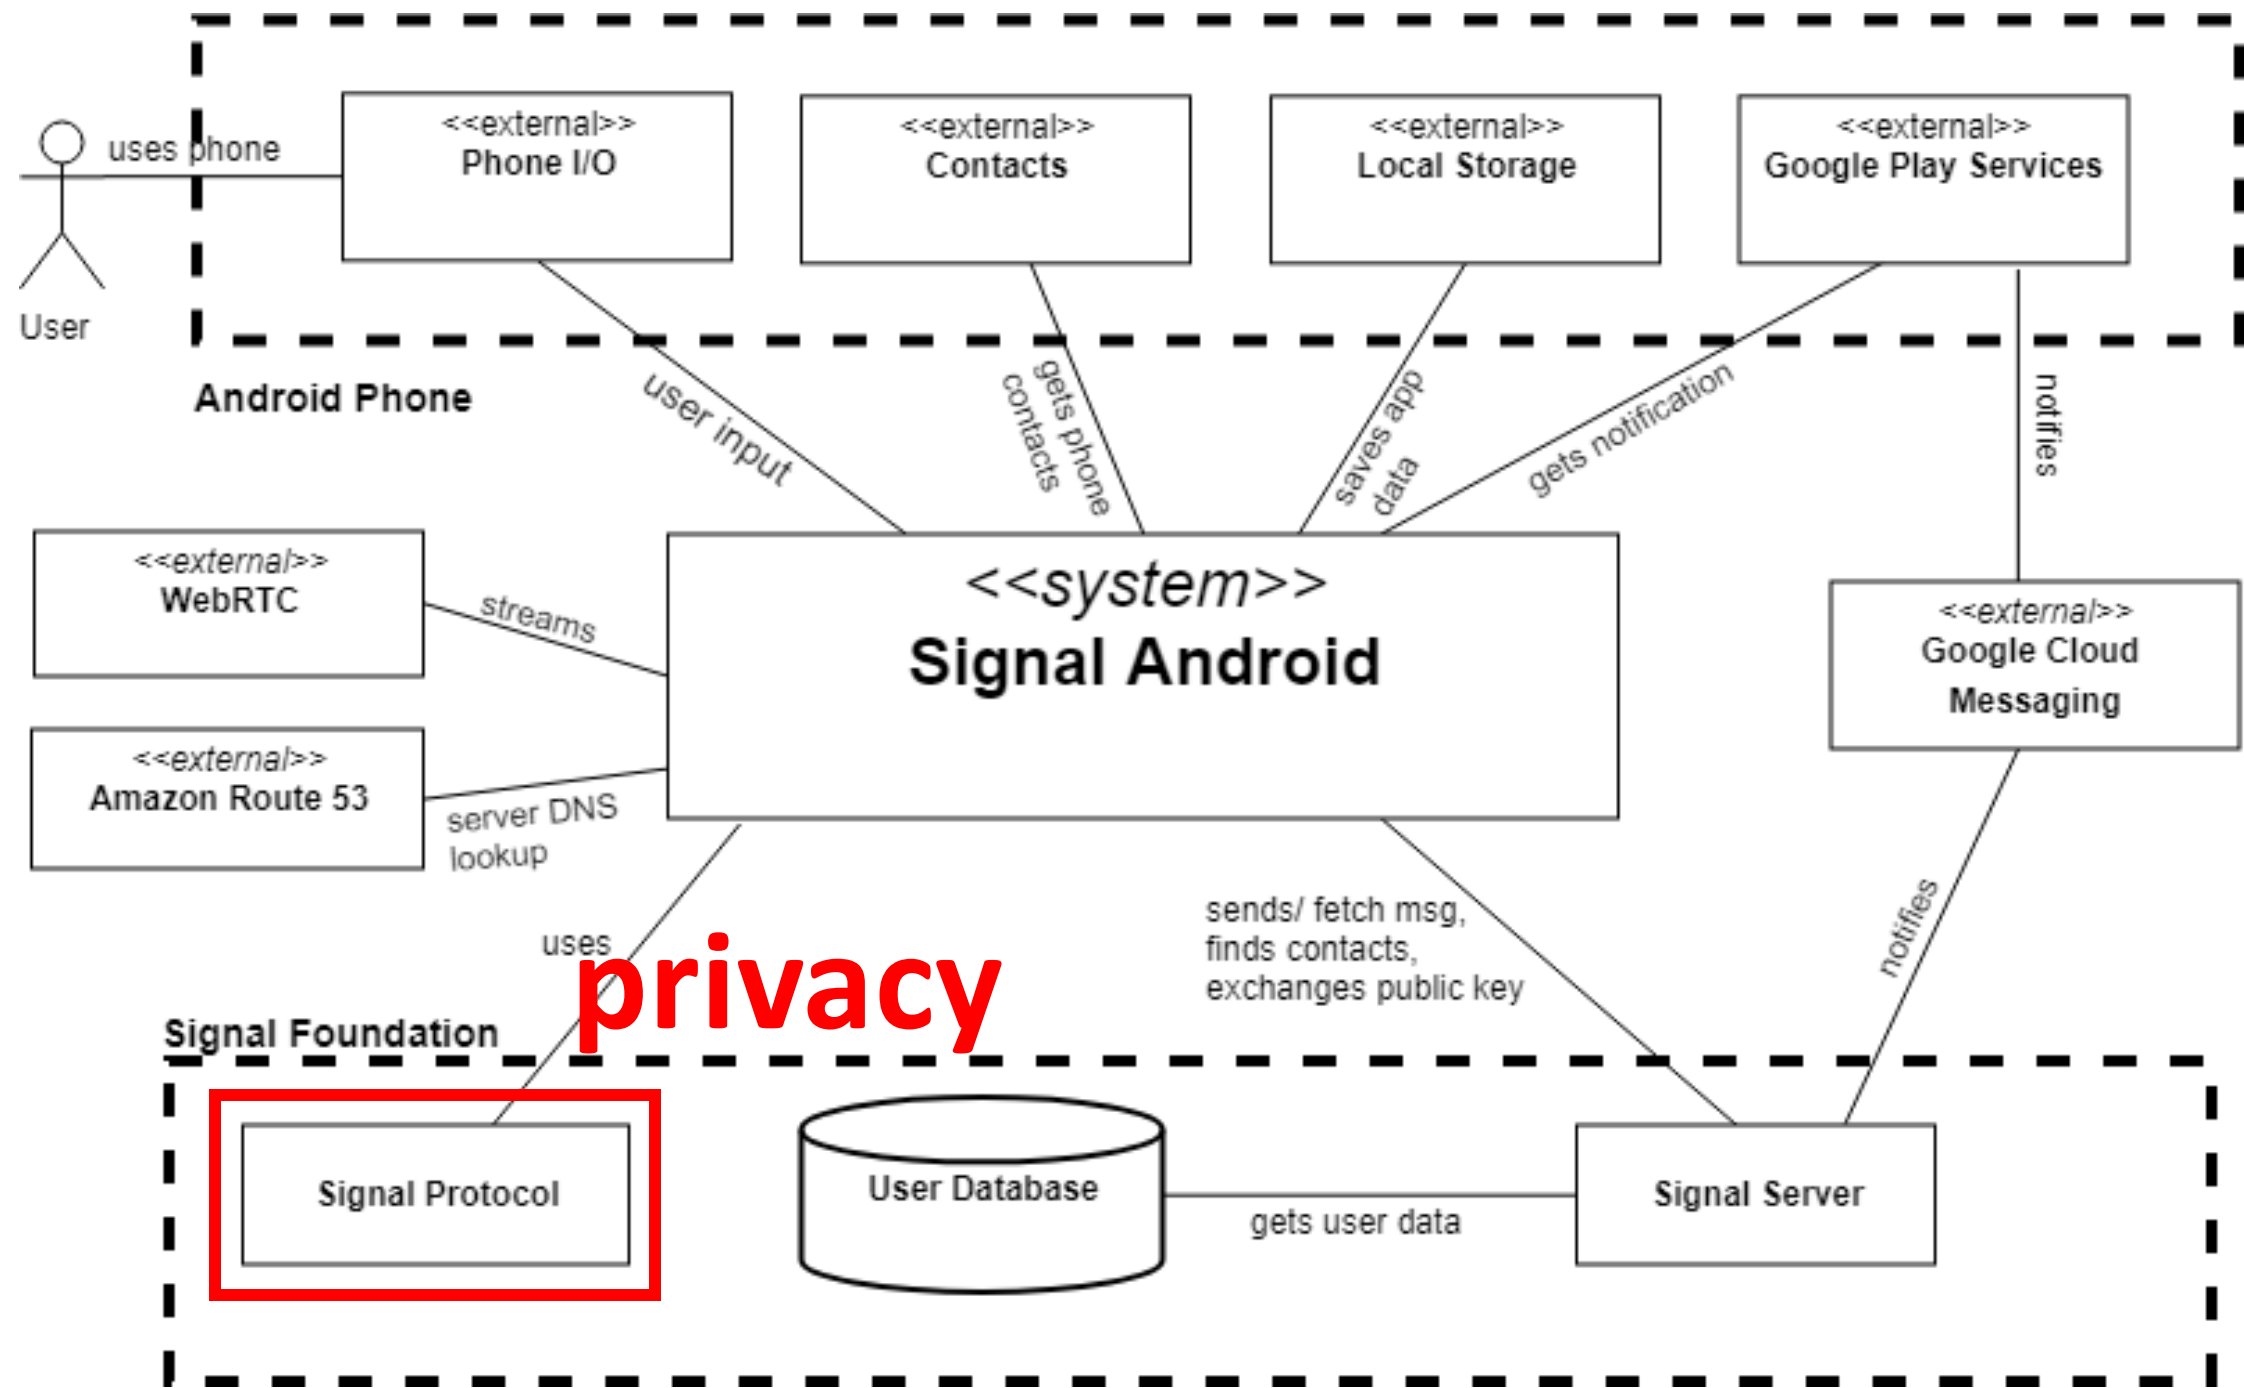 <<external>>
Phone I/O
<<external>>
Contacts
<<external>>
Local Storage
<<external>>
Google Play Services
uses phone
User
Android Phone
user input
gets phone
contacts
saves app
data
gets notification
notifies
<<external>>
WebRTC
streams
<<system>>
Signal Android
<<external>>
Google Cloud
Messaging
<<external>>
Amazon Route 53
server DNS
lookup
uses
privacy
sends/ fetch msg,
finds contacts,
exchanges public key
notifies
Signal Foundation
Signal Protocol
User Database
gets user data
Signal Server